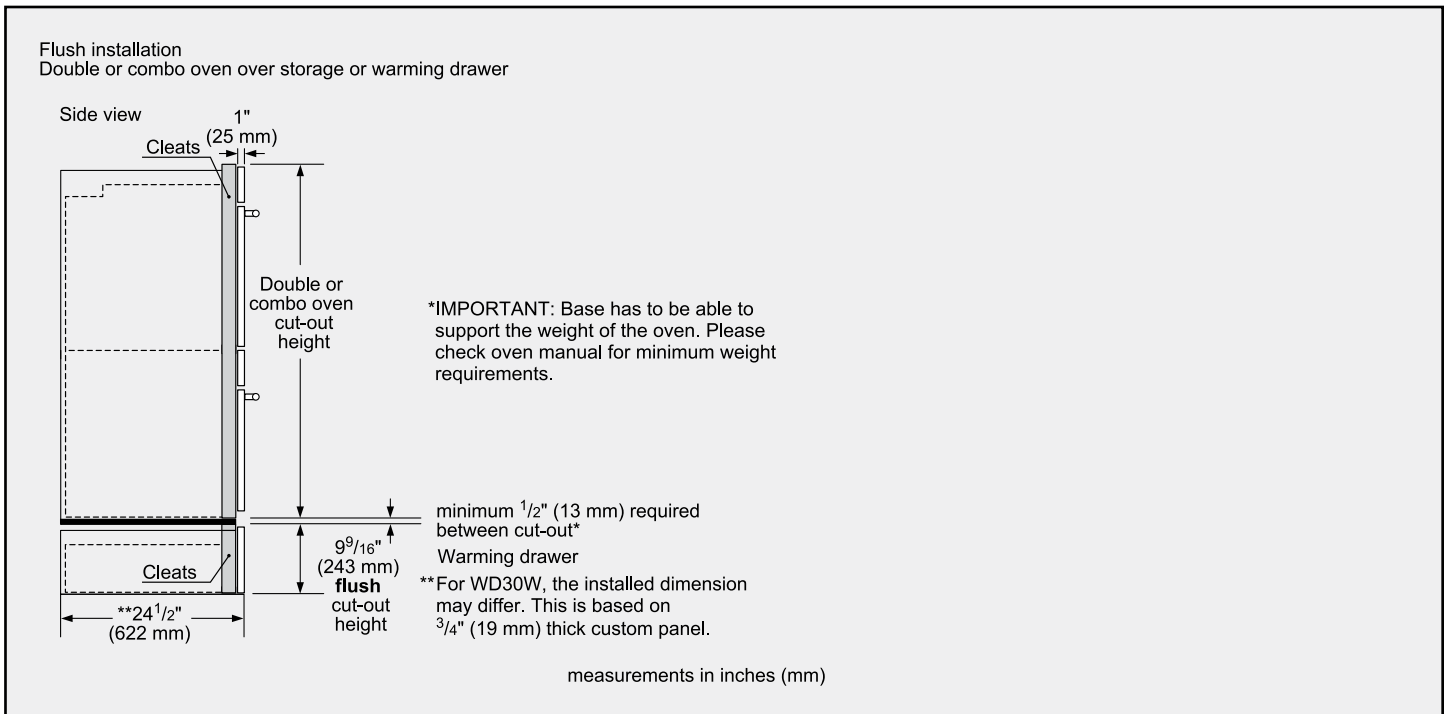 Flush installation
Double or combo oven over storage or warming drawer
Side view
1"
(25 mm)
Cleats
Double or
combo oven
cut-out
height
*IMPORTANT: Base has to be able to
support the weight of the oven. Please
check oven manual for minimum weight
requirements.
minimum 1/2" (13 mm) required
between cut-out*
Warming drawer
9 9/16"
(243 mm)
flush
cut-out
height
Cleats
**24 1/2"
(622 mm)
**For WD30W, the installed dimension
may differ. This is based on
3/4" (19 mm) thick custom panel.
measurements in inches (mm)